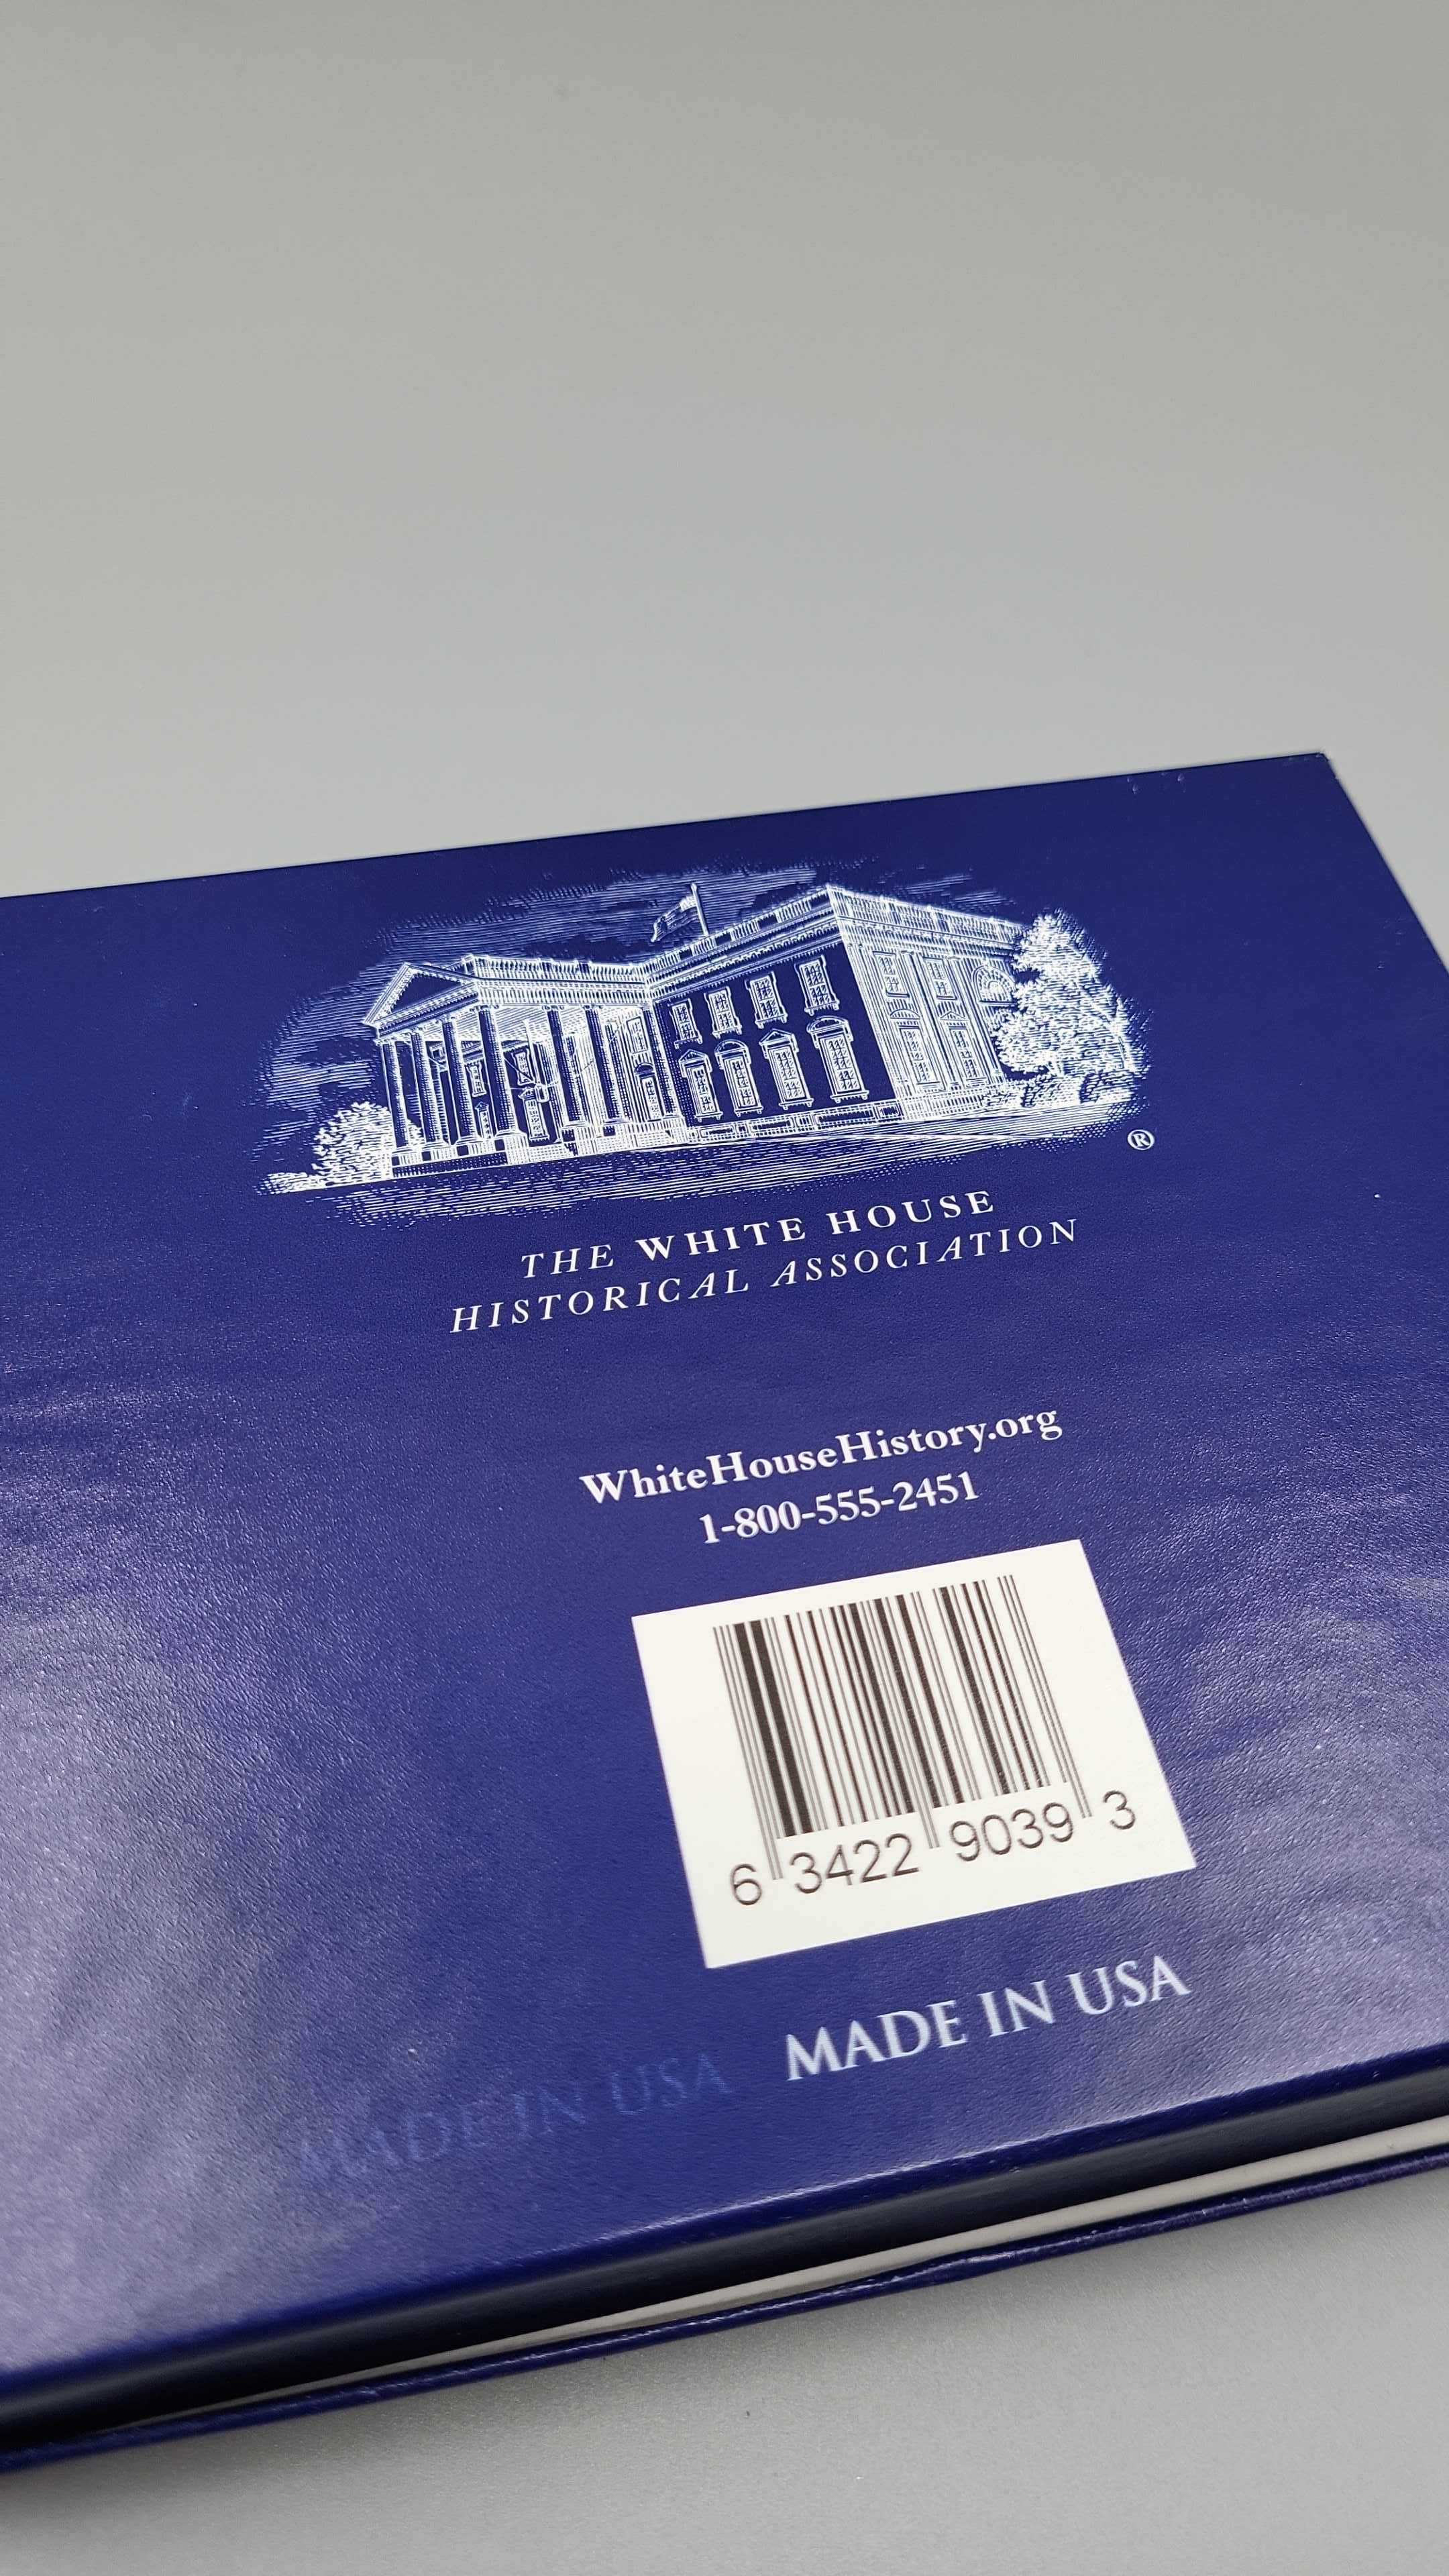 ®
THE WHITE HOUSE
HISTORICAL ASSOCIATION
WhiteHouseHistory.org
1-800-555-2451
6 34422 9039 3
MADE IN USA
MADE IN USA